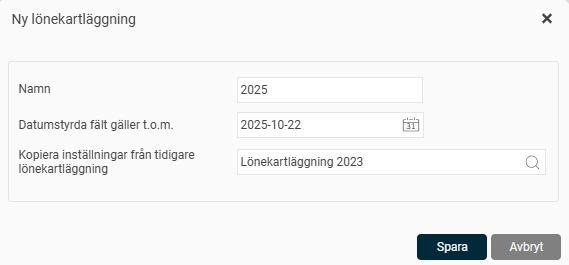 Ny lönekartläggning
Namn
2025
Datumstyrda fält gäller t.o.m.
2025-10-22
31
Kopiera inställningar från tidigare
lönekartläggning
Lönekartläggning 2023
Spara
Avbryt